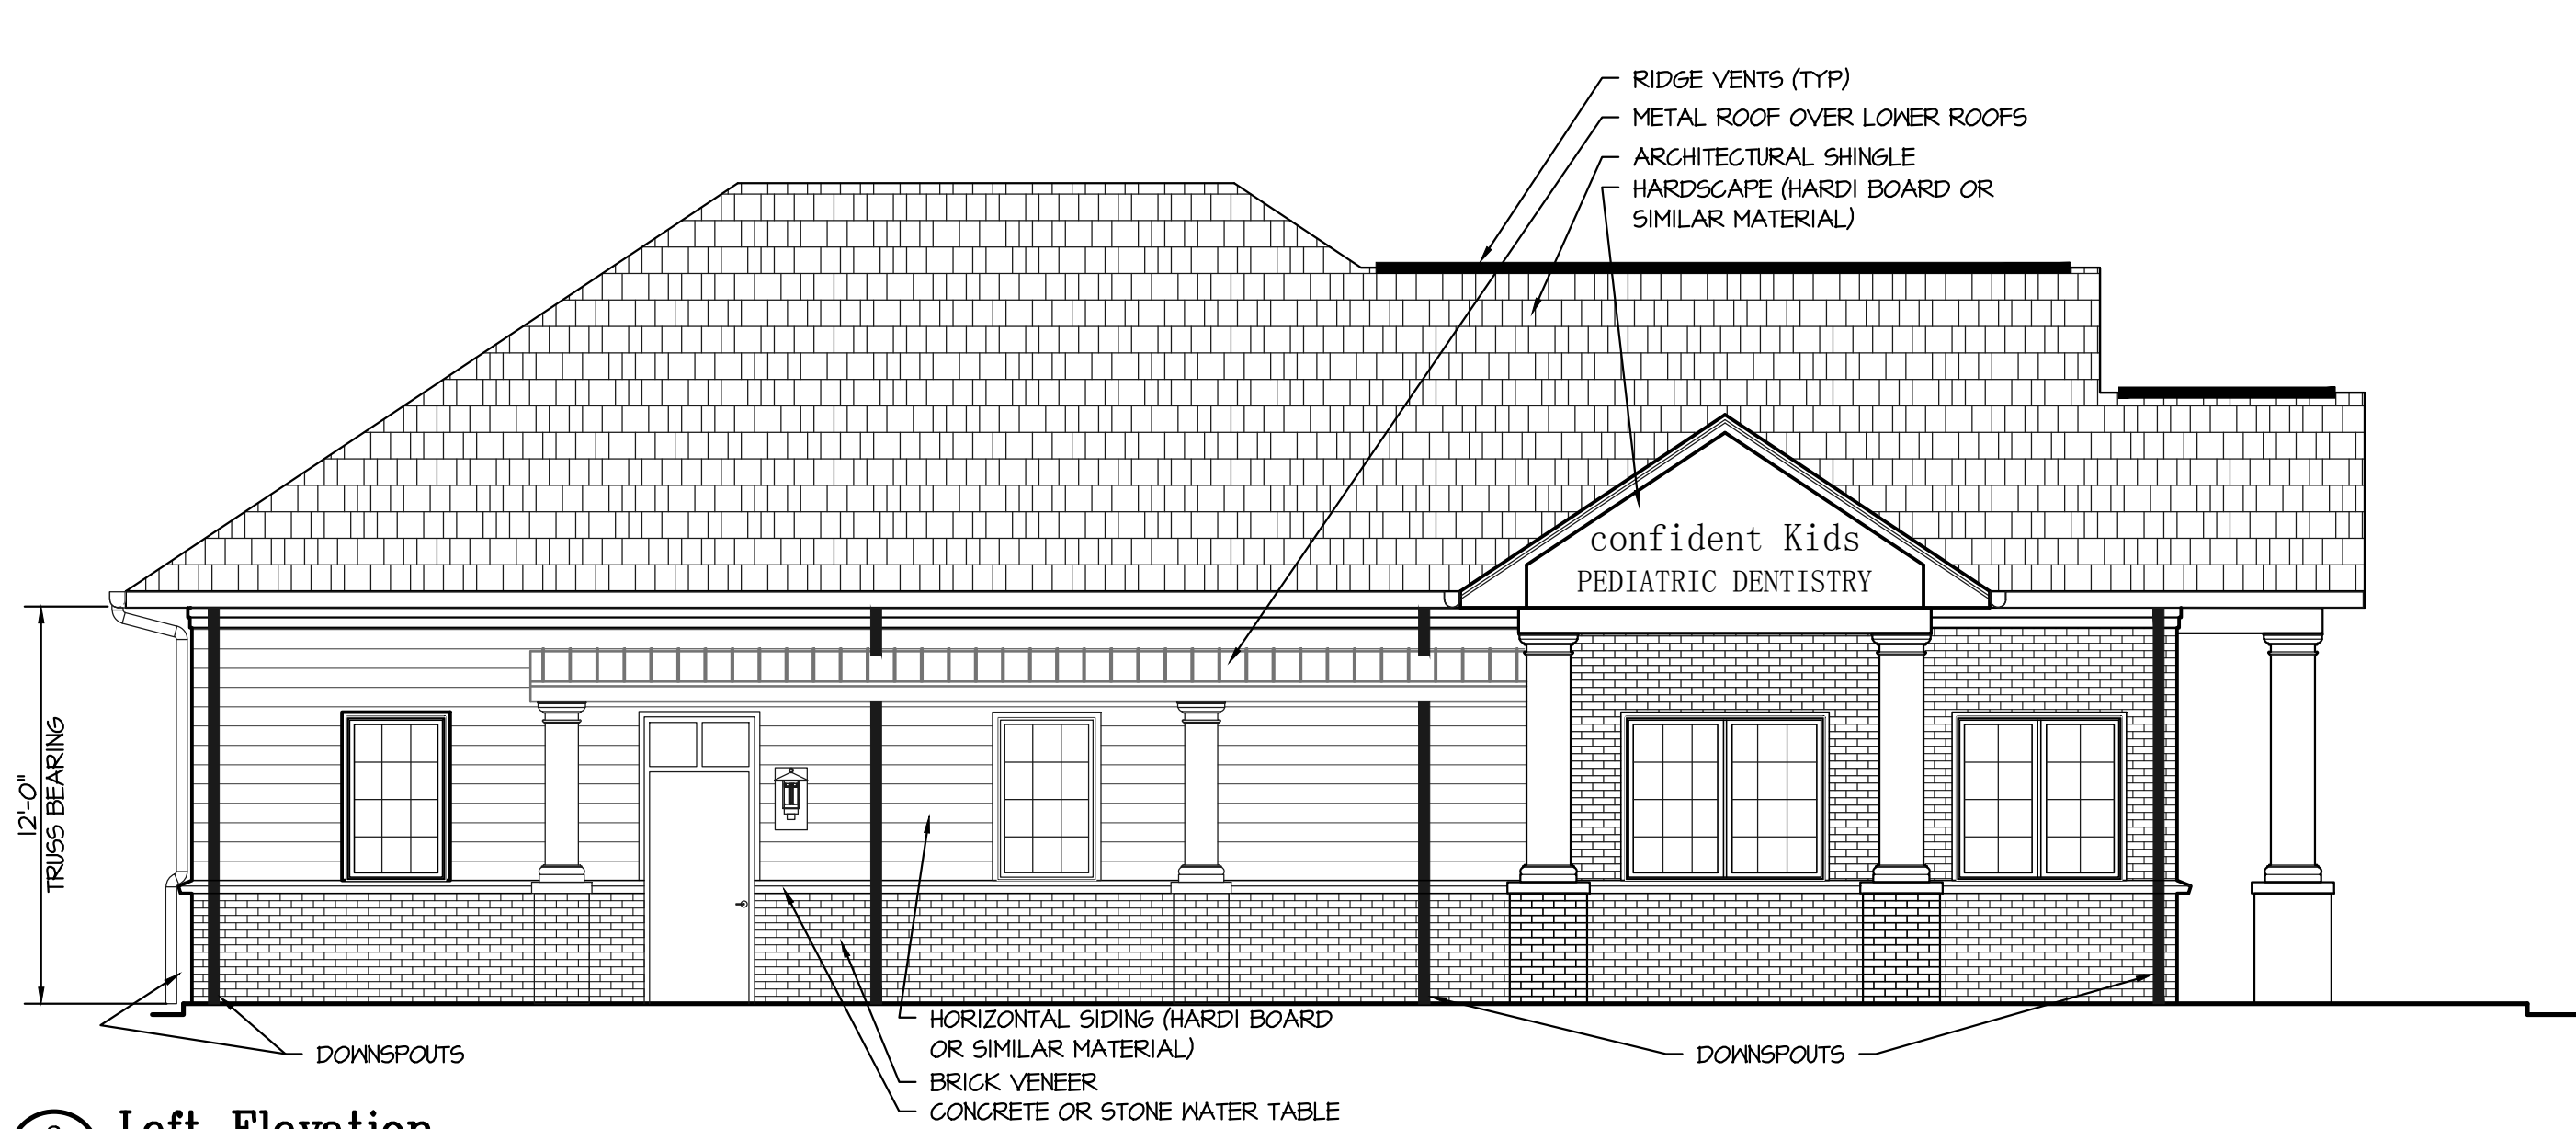 RIDGE VENTS (TYP)
METAL ROOF OVER LOWER ROOFS
ARCHITECTURAL SHINGLE
HARDSCAPE (HARDI BOARD OR
SIMILAR MATERIAL)
confident Kids
PEDIATRIC DENTISTRY
12'-0"
TRUSS BEARING
HORIZONTAL SIDING (HARDI BOARD
OR SIMILAR MATERIAL)
DOWNSPOUTS
DOWNSPOUTS
BRICK VENEER
CONCRETE OR STONE WATER TABLE
Left Elevation